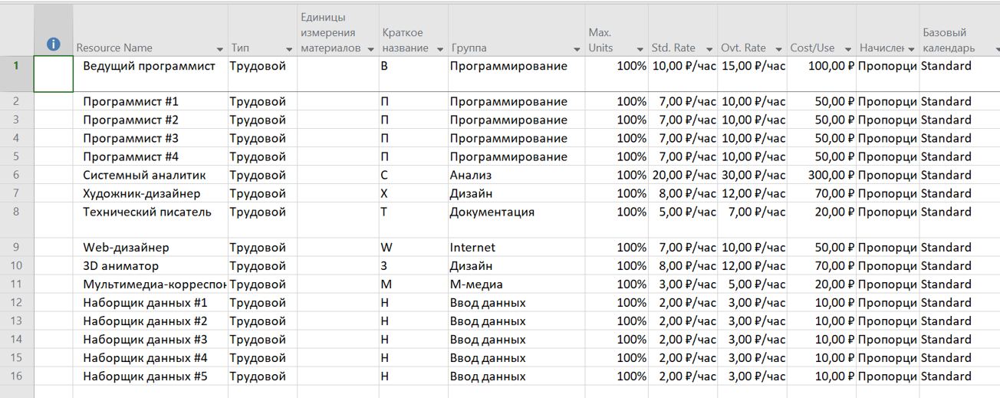 Resource Name Тип Единицы измерения материалов Краткое название Группа Max. Units Std. Rate Ovt. Rate Cost/Use Начислен Базовый календарь
1 Ведущий программист Трудовой В Программирование 100% 10,00 ₽/час 15,00 ₽/час 100,00 ₽ Пропорци Standard
2 Программист #1 Трудовой П Программирование 100% 7,00 ₽/час 10,00 ₽/час 50,00 ₽ Пропорци Standard
3 Программист #2 Трудовой П Программирование 100% 7,00 ₽/час 10,00 ₽/час 50,00 ₽ Пропорци Standard
4 Программист #3 Трудовой П Программирование 100% 7,00 ₽/час 10,00 ₽/час 50,00 ₽ Пропорци Standard
5 Программист #4 Трудовой П Программирование 100% 7,00 ₽/час 10,00 ₽/час 50,00 ₽ Пропорци Standard
6 Системный аналитик Трудовой С Анализ 100% 20,00 ₽/час 30,00 ₽/час 300,00 ₽ Пропорци Standard
7 Художник-дизайнер Трудовой Х Дизайн 100% 8,00 ₽/час 12,00 ₽/час 70,00 ₽ Пропорци Standard
8 Технический писатель Трудовой Т Документация 100% 5,00 ₽/час 7,00 ₽/час 20,00 ₽ Пропорци Standard
9 Web-дизайнер Трудовой W Internet 100% 7,00 ₽/час 10,00 ₽/час 50,00 ₽ Пропорци Standard
10 3D аниматор Трудовой 3 Дизайн 100% 8,00 ₽/час 12,00 ₽/час 70,00 ₽ Пропорци Standard
11 Мультимедиа-корреспон Трудовой М М-медиа 100% 3,00 ₽/час 5,00 ₽/час 20,00 ₽ Пропорци Standard
12 Наборщик данных #1 Трудовой Н Ввод данных 100% 2,00 ₽/час 3,00 ₽/час 10,00 ₽ Пропорци Standard
13 Наборщик данных #2 Трудовой Н Ввод данных 100% 2,00 ₽/час 3,00 ₽/час 10,00 ₽ Пропорци Standard
14 Наборщик данных #3 Трудовой Н Ввод данных 100% 2,00 ₽/час 3,00 ₽/час 10,00 ₽ Пропорци Standard
15 Наборщик данных #4 Трудовой Н Ввод данных 100% 2,00 ₽/час 3,00 ₽/час 10,00 ₽ Пропорци Standard
16 Наборщик данных #5 Трудовой Н Ввод данных 100% 2,00 ₽/час 3,00 ₽/час 10,00 ₽ Пропорци Standard